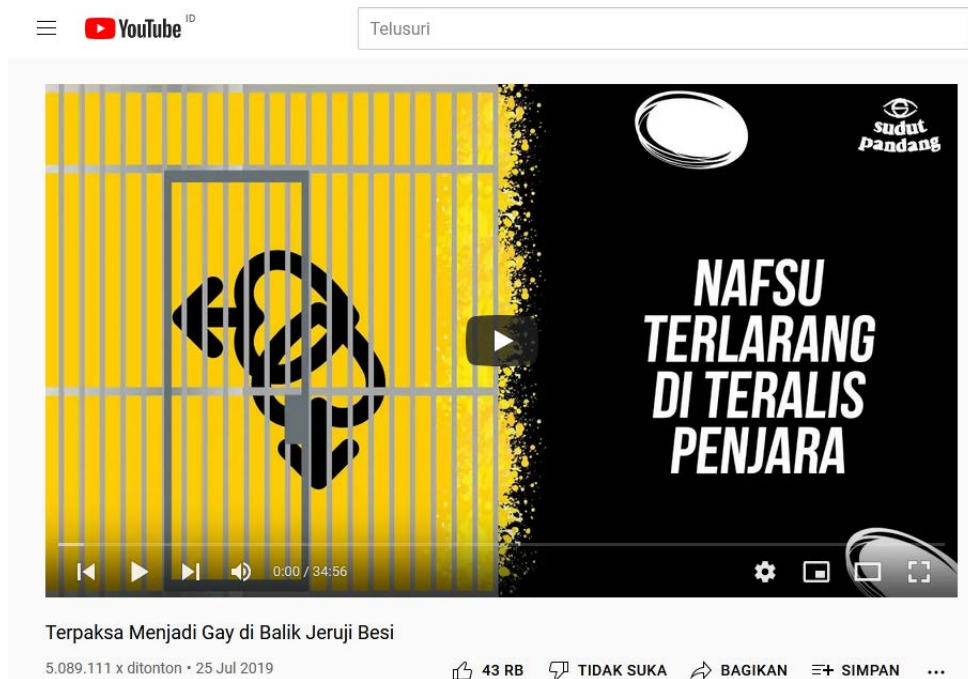 YouTube ID
Telusuri
sudut
pandang
NAFSU
TERLARANG
DI TERALIS
PENJARA
0:00 / 34:56
Terpaksa Menjadi Gay di Balik Jeruji Besi
5.089.111 x ditonton • 25 Jul 2019
43 RB TIDAK SUKA BAGIKAN SIMPAN